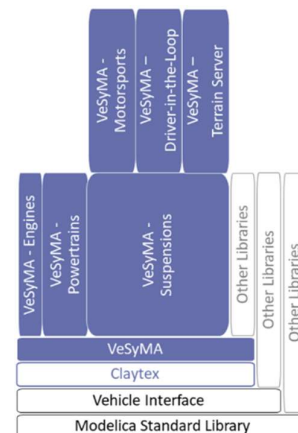 VeSyMA -
Motorsports
VeSyMA –
Driver-in-the-Loop
VeSyMA –
Terrain Server
VeSyMA - Engines
VeSyMA -
Powertrains
VeSyMA -
Suspensions
Other Libraries
Other Libraries
Other Libraries
VeSyMA
Claytex
Vehicle Interface
Modelica Standard Library